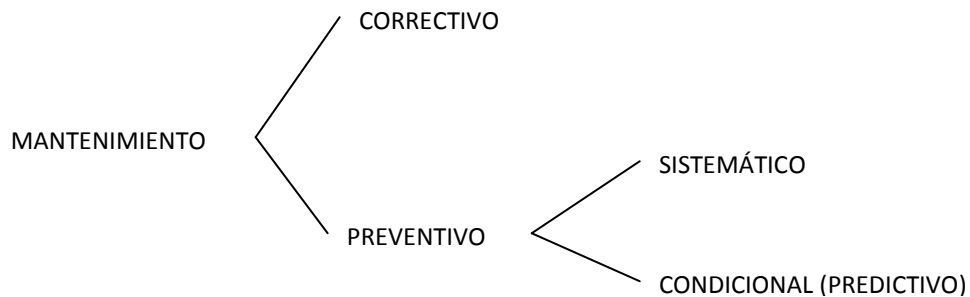 CORRECTIVO
MANTENIMIENTO
SISTEMÁTICO
PREVENTIVO
CONDICIONAL (PREDICTIVO)